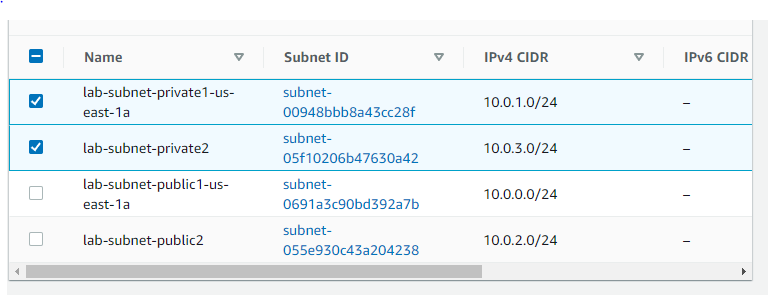 Name Subnet ID IPv4 CIDR IPv6 CIDR
lab-subnet-private1-us-
east-1a
subnet-
00948bbb8a43cc28f
10.0.1.0/24
–
lab-subnet-private2
subnet-
05f10206b47630a42
10.0.3.0/24
–
lab-subnet-public1-us-
east-1a
subnet-
0691a3c90bd392a7b
10.0.0.0/24
–
lab-subnet-public2
subnet-
055e930c43a204238
10.0.2.0/24
–